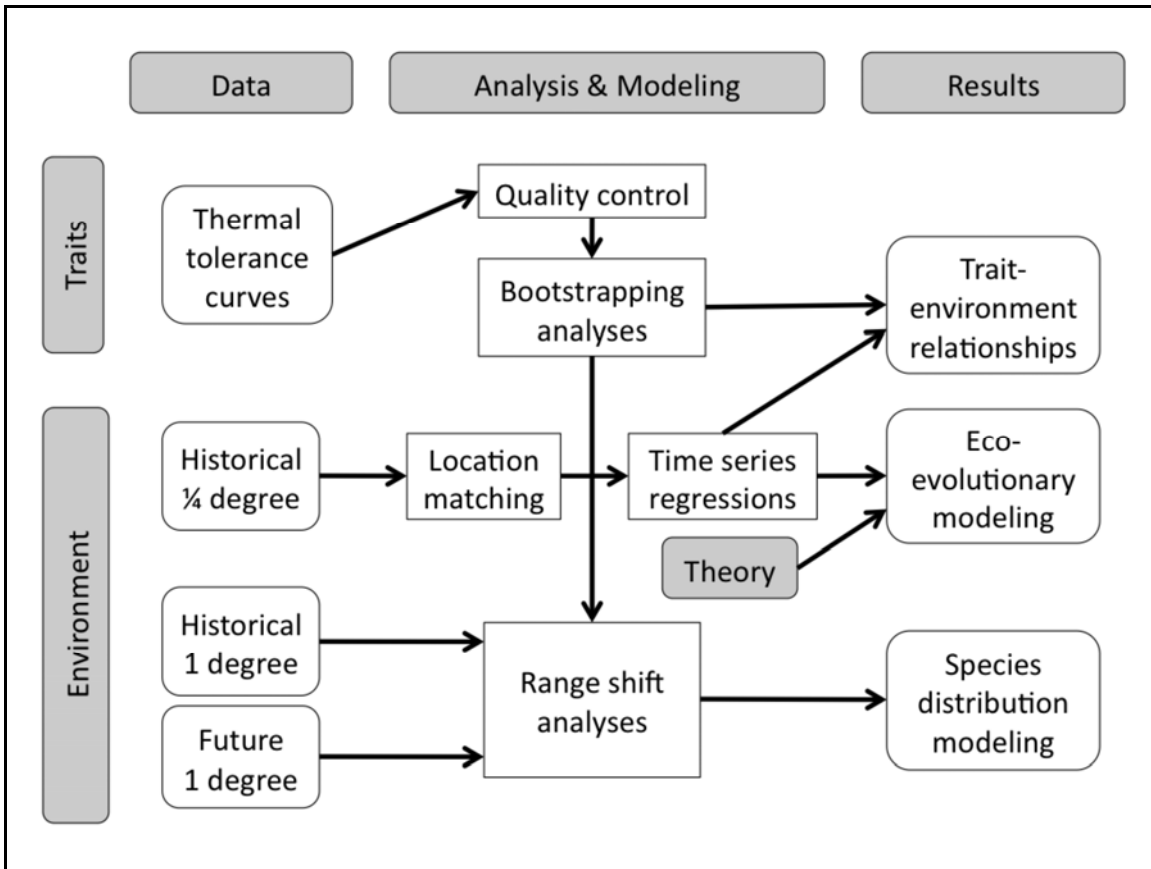 Data
Analysis & Modeling
Results
Traits
Thermal
tolerance
curves
Quality control
Bootstrapping
analyses
Trait-
environment
relationships
Environment
Historical
¼ degree
Location
matching
Time series
regressions
Eco-
evolutionary
modeling
Theory
Historical
1 degree
Future
1 degree
Range shift
analyses
Species
distribution
modeling